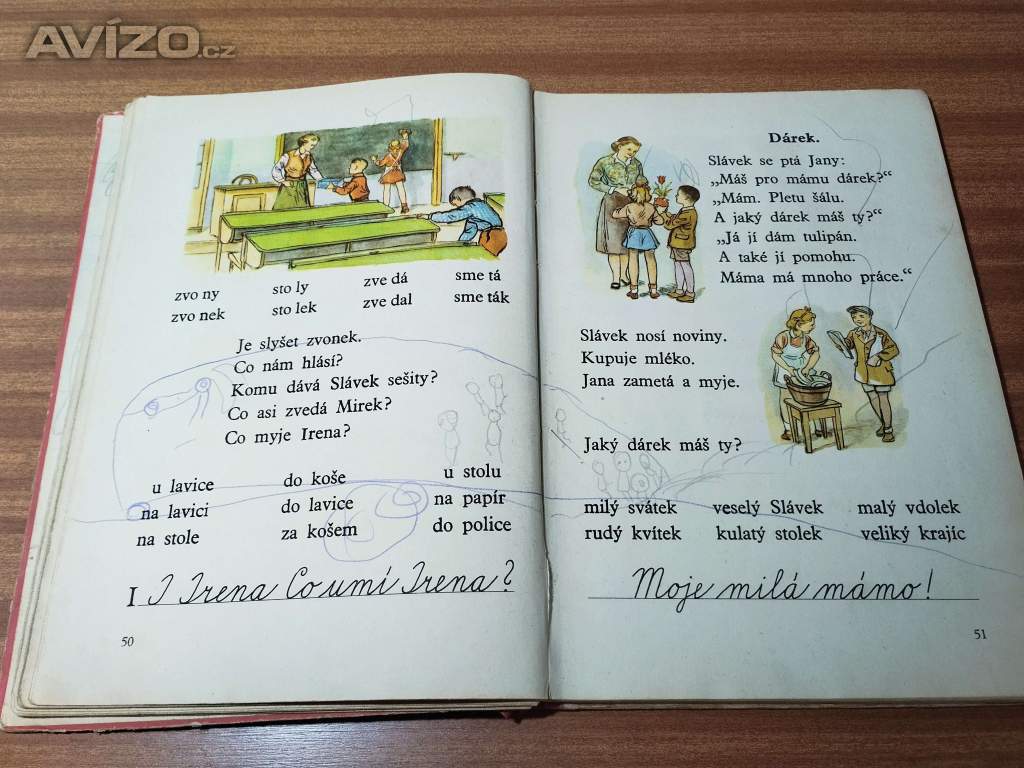 AVÍZO.cz
zvo ny sto ly zve dá sme tá
zvo nek sto lek zve dal sme ták
Je slyšet zvonek.
Co nám hlásí?
Komu dává Slávek sešity?
Co asi zvedá Mirek?
Co myje Irena?
u lavice do koše u stolu
na lavici do lavice na papír
na stole za košem do police
I I Irena Co umí Irena?
50
Dárek.
Slávek se ptá Jany:
„Máš pro mámu dárek?“
„Mám. Pletu šálu.
A jaký dárek máš ty?“
„Já jí dám tulipán.
A také jí pomohu.
Máma má mnoho práce.“
Slávek nosí noviny.
Kupuje mléko.
Jana zametá a myje.
Jaký dárek máš ty?
milý svátek veselý Slávek malý vdolek
rudý kvítek kulatý stolek veliký krajíc
Moje milá mámo!
51